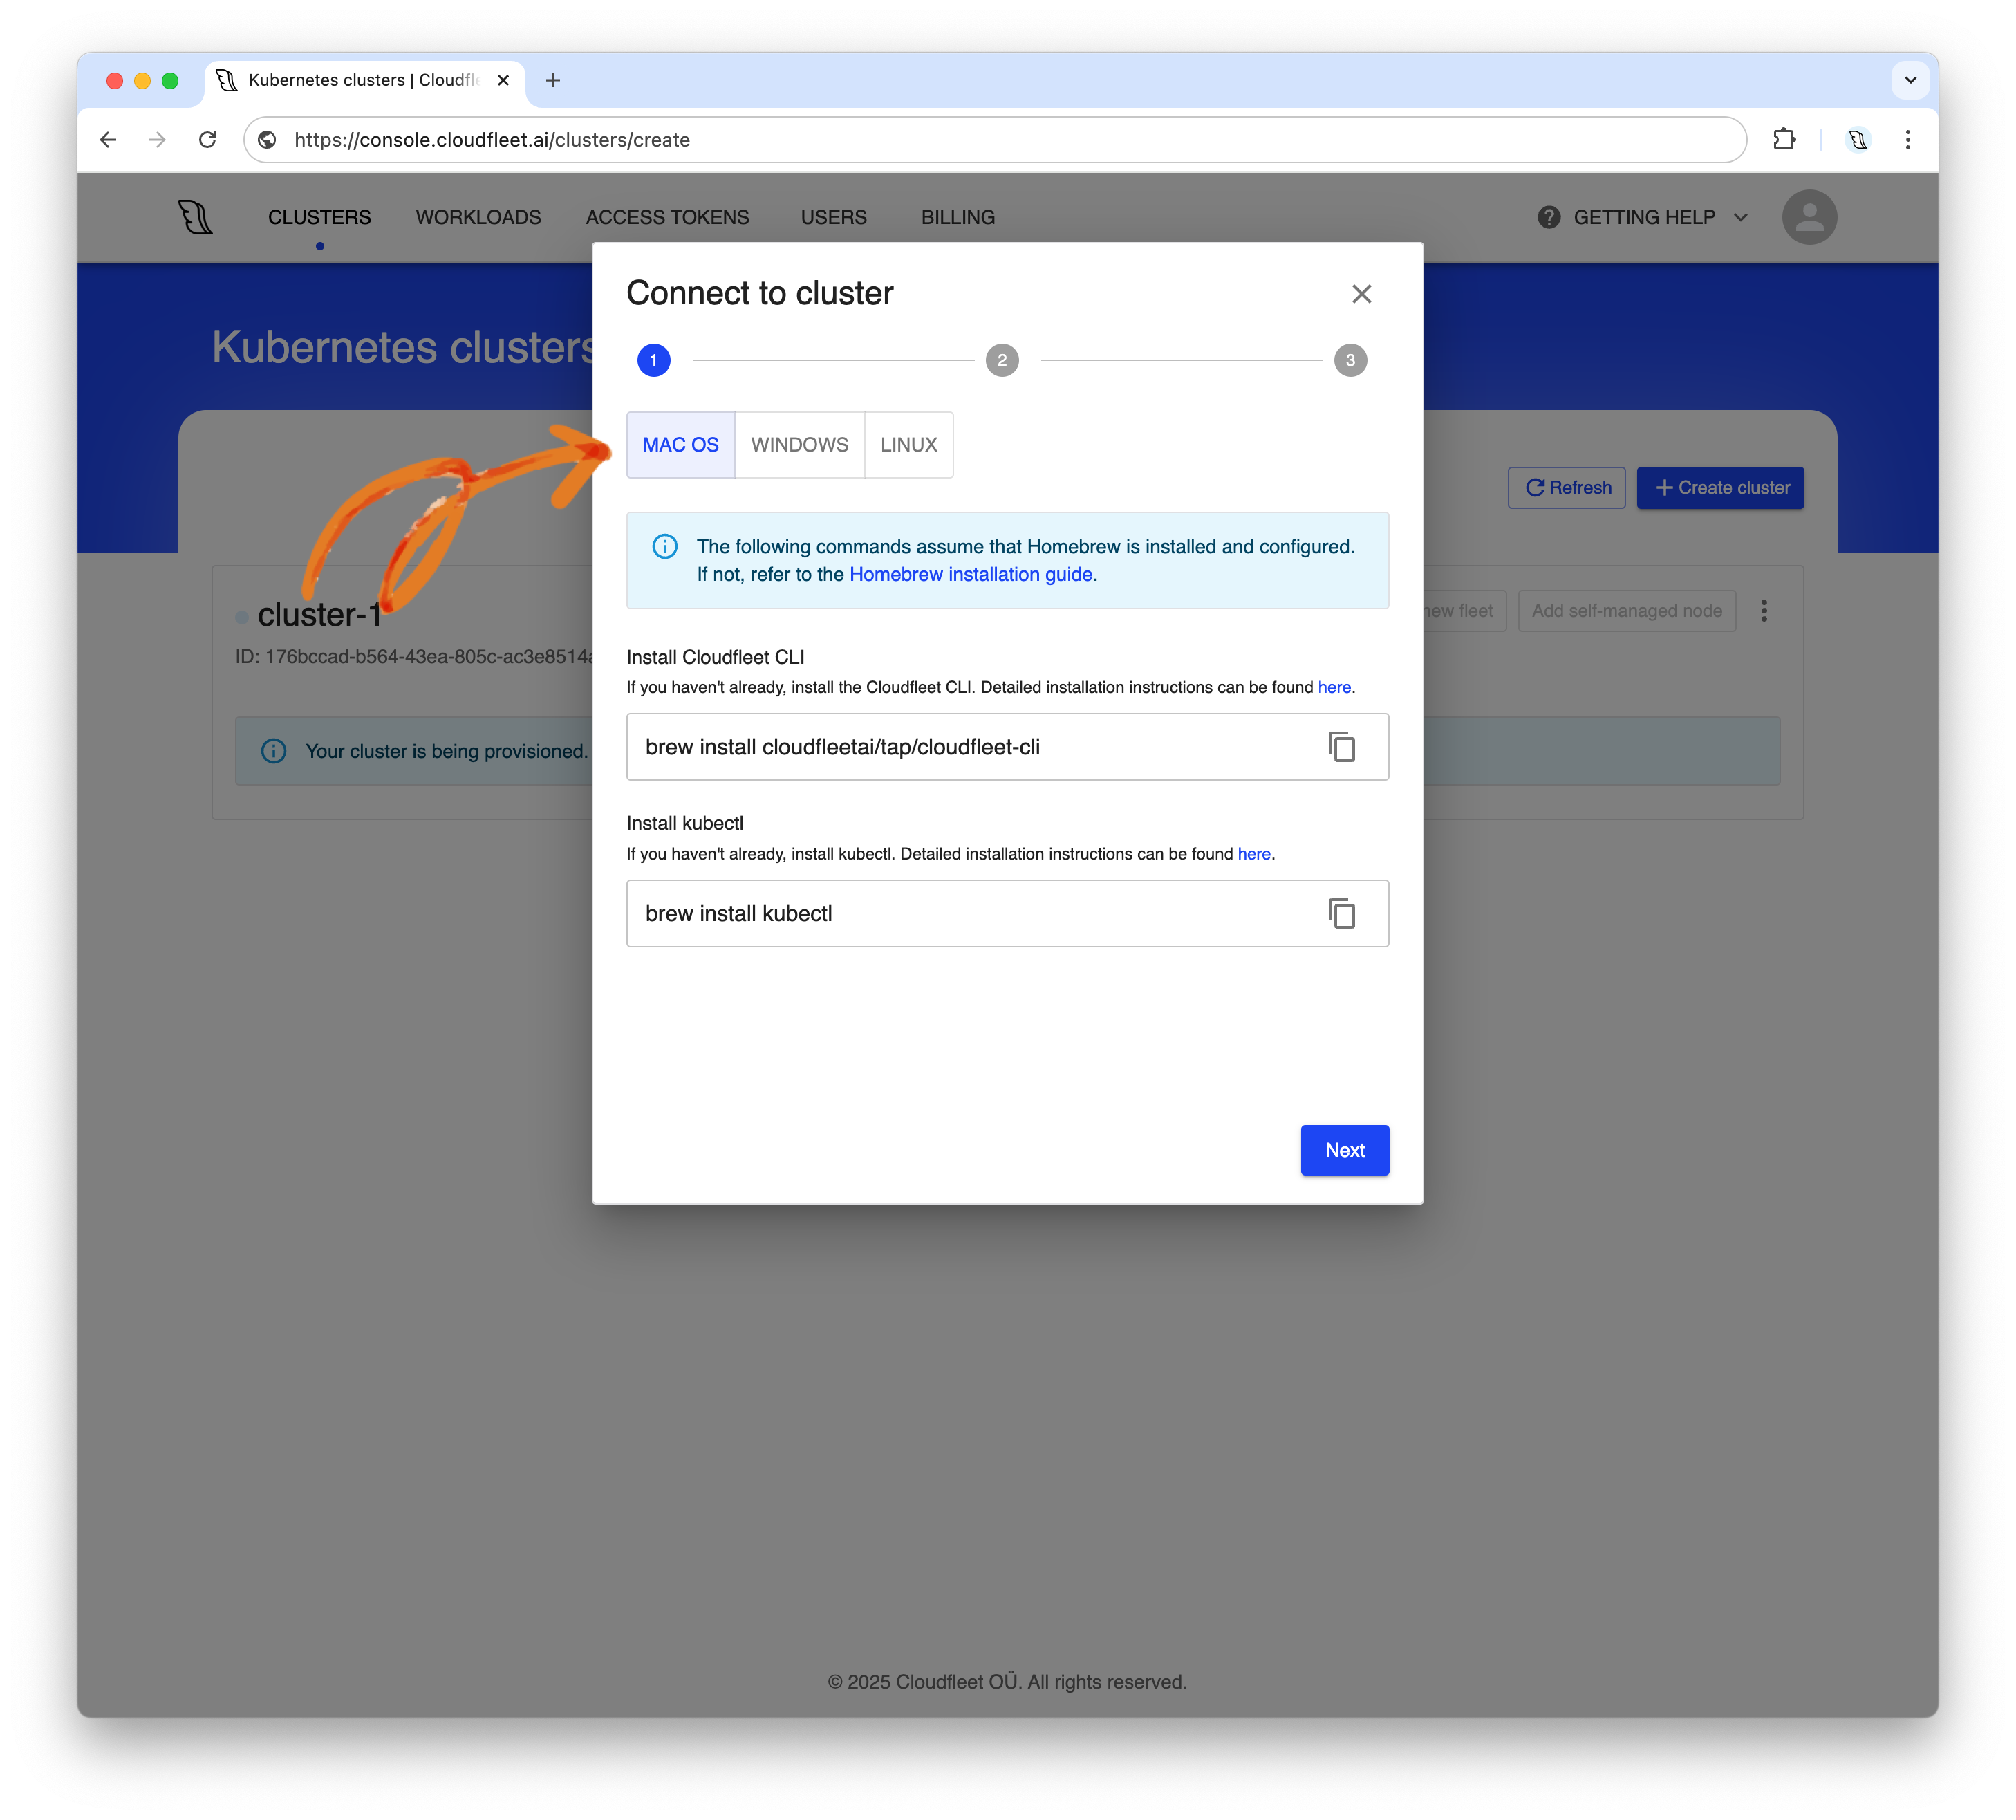 Kubernetes clusters | Cloudfle
https://console.cloudfleet.ai/clusters/create
CLUSTERS WORKLOADS ACCESS TOKENS USERS BILLING
GETTING HELP
Kubernetes clusters
Connect to cluster
1 2 3
MAC OS WINDOWS LINUX
Refresh Create cluster
The following commands assume that Homebrew is installed and configured.
If not, refer to the Homebrew installation guide.
cluster-1
new fleet Add self-managed node
ID: 176bccad-b564-43ea-805c-ac3e8514a
Install Cloudfleet CLI
If you haven't already, install the Cloudfleet CLI. Detailed installation instructions can be found here.
brew install cloudfleetai/tap/cloudfleet-cli
Your cluster is being provisioned.
Install kubectl
If you haven't already, install kubectl. Detailed installation instructions can be found here.
brew install kubectl
Next
© 2025 Cloudfleet OÜ. All rights reserved.